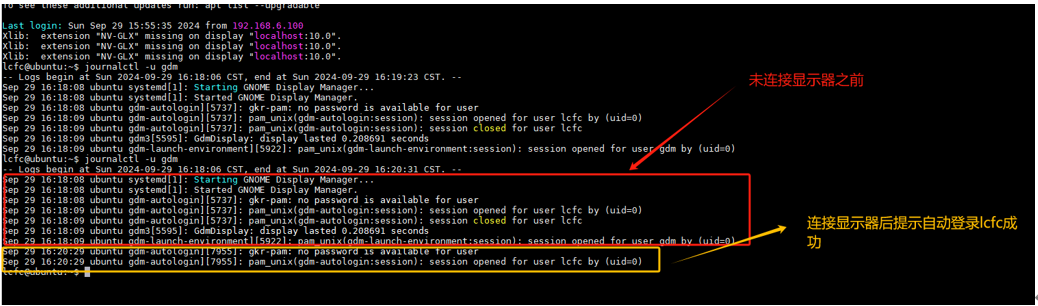 To see these additional updates run: apt list --upgradable
Last login: Sun Sep 29 15:55:35 2024 from 192.168.6.100
Xlib:  extension "NV-GLX" missing on display "localhost:10.0".
Xlib:  extension "NV-GLX" missing on display "localhost:10.0".
Xlib:  extension "NV-GLX" missing on display "localhost:10.0".
lcfc@ubuntu:~$ journalctl -u gdm
-- Logs begin at Sun 2024-09-29 16:18:06 CST, end at Sun 2024-09-29 16:19:23 CST. --
Sep 29 16:18:08 ubuntu systemd[1]: Starting GNOME Display Manager...
Sep 29 16:18:08 ubuntu systemd[1]: Started GNOME Display Manager.
Sep 29 16:18:08 ubuntu gdm-autologin][5737]: gkr-pam: no password is available for user
Sep 29 16:18:09 ubuntu gdm-autologin][5737]: pam_unix(gdm-autologin:session): session opened for user lcfc by (uid=0)
Sep 29 16:18:09 ubuntu gdm-autologin][5737]: pam_unix(gdm-autologin:session): session closed for user lcfc
Sep 29 16:18:09 ubuntu gdm3[5595]: GdmDisplay: display lasted 0.208691 seconds
Sep 29 16:18:09 ubuntu gdm-launch-environment][5922]: pam_unix(gdm-launch-environment:session): session opened for user gdm by (uid=0)
lcfc@ubuntu:~$ journalctl -u gdm
-- Logs begin at Sun 2024-09-29 16:18:06 CST, end at Sun 2024-09-29 16:20:31 CST. --
Sep 29 16:18:08 ubuntu systemd[1]: Starting GNOME Display Manager...
Sep 29 16:18:08 ubuntu systemd[1]: Started GNOME Display Manager.
Sep 29 16:18:08 ubuntu gdm-autologin][5737]: gkr-pam: no password is available for user
Sep 29 16:18:09 ubuntu gdm-autologin][5737]: pam_unix(gdm-autologin:session): session opened for user lcfc by (uid=0)
Sep 29 16:18:09 ubuntu gdm-autologin][5737]: pam_unix(gdm-autologin:session): session closed for user lcfc
Sep 29 16:18:09 ubuntu gdm3[5595]: GdmDisplay: display lasted 0.208691 seconds
Sep 29 16:18:09 ubuntu gdm-launch-environment][5922]: pam_unix(gdm-launch-environment:session): session opened for user gdm by (uid=0)
Sep 29 16:20:29 ubuntu gdm-autologin][7955]: gkr-pam: no password is available for user
Sep 29 16:20:29 ubuntu gdm-autologin][7955]: pam_unix(gdm-autologin:session): session opened for user lcfc by (uid=0)
lcfc@ubuntu:~$
未连接显示器之前
连接显示器后提示自动登录lcfc成
功